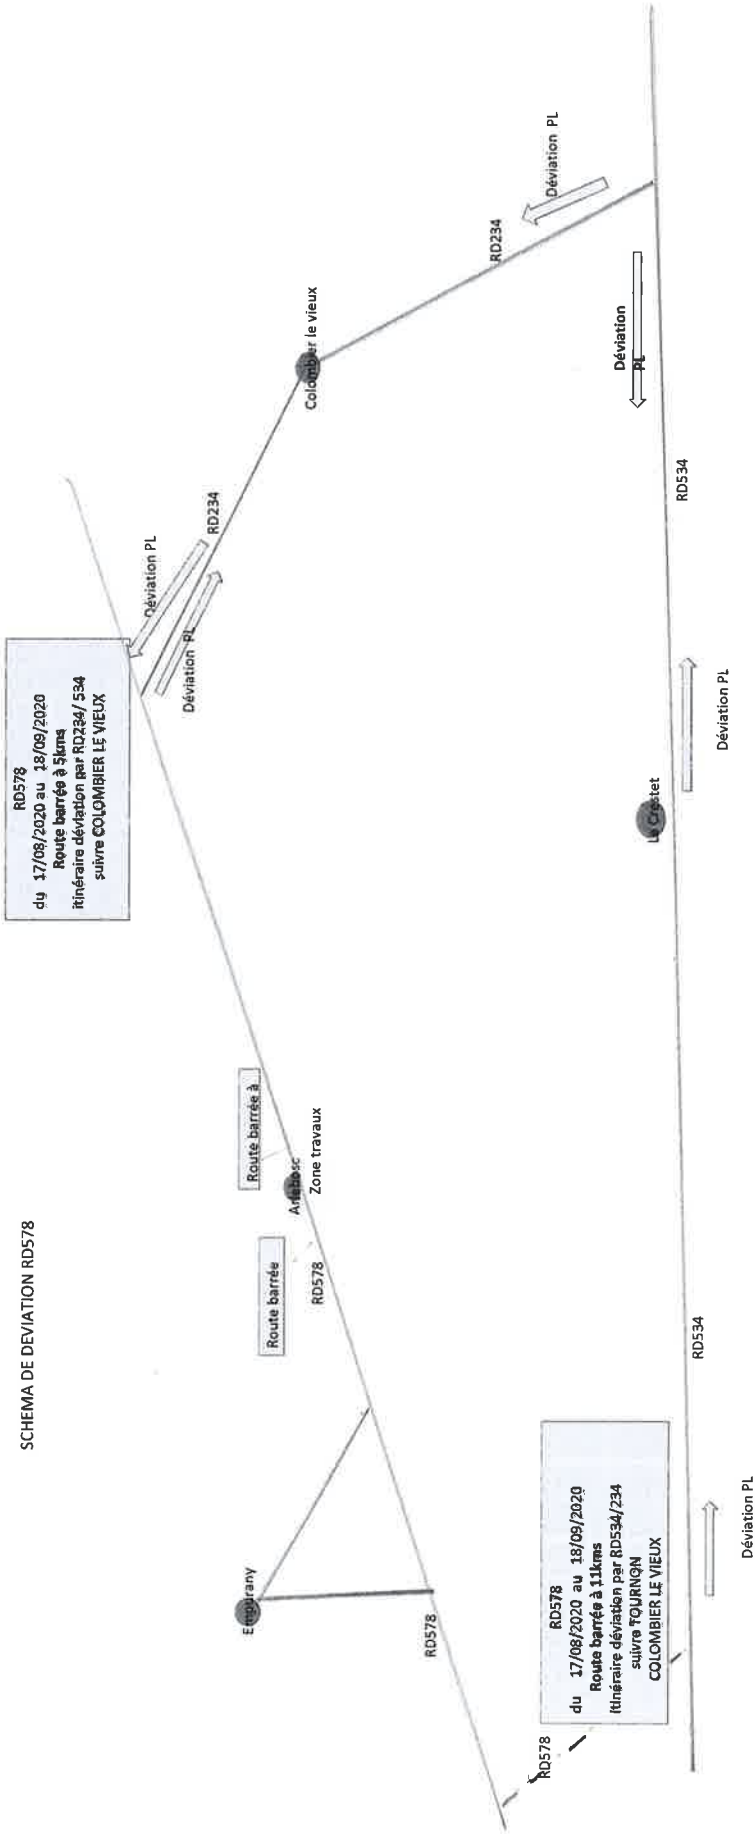 SCHEMA DE DEVIATION RD578
RD578
du 17/08/2020 au 18/09/2020
Route barrée à 5kms
itinéraire déviation par RD234/ 534
suivre COLOMBIER LE VIEUX
Déviation PL
RD234
Déviation PL
Colombier le vieux
RD234
Déviation PL
Déviation
PL
RD534
Route barrée à
Arlebosc
Zone travaux
Route barrée
RD578
Empurany
RD578
Le Crestet
Déviation PL
RD534
RD578
du 17/08/2020 au 18/09/2020
Route barrée à 11kms
itinéraire déviation par RD534/234
suivre TOURNON
COLOMBIER LE VIEUX
RD578
Déviation PL